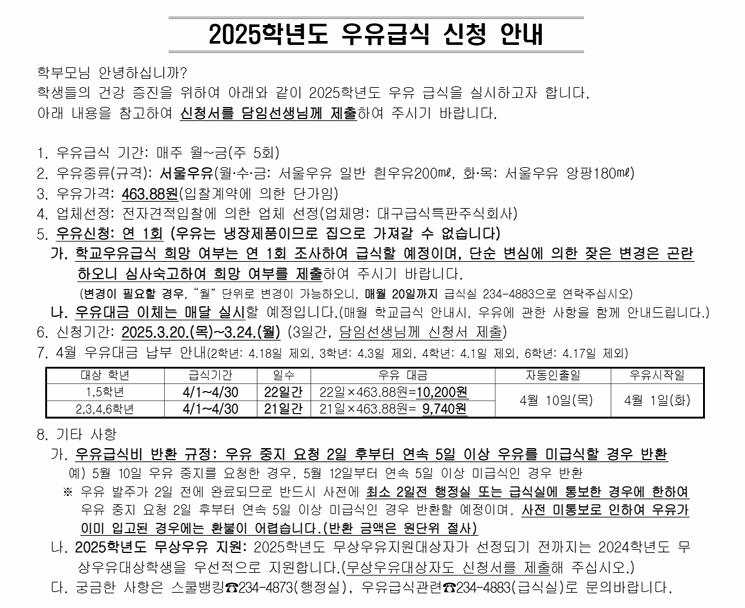 2025학년도 우유급식 신청 안내
학부모님 안녕하십니까?
학생들의 건강 증진을 위하여 아래와 같이 2025학년도 우유 급식을 실시하고자 합니다.
아래 내용을 참고하여 신청서를 담임선생님께 제출하여 주시기 바랍니다.
1. 우유급식 기간: 매주 월~금(주 5회)
2. 우유종류(규격): 서울우유(월·수·금: 서울우유 일반 흰우유200㎖, 화·목: 서울우유 앙팡180㎖)
3. 우유가격: 463.88원(입찰계약에 의한 단가임)
4. 업체선정: 전자견적입찰에 의한 업체 선정(업체명: 대구급식특판주식회사)
5. 우유신청: 연 1회 (우유는 냉장제품이므로 집으로 가져갈 수 없습니다)
가. 학교우유급식 희망 여부는 연 1회 조사하여 급식할 예정이며, 단순 변심에 의한 잦은 변경은 곤란
하오니 심사숙고하여 희망 여부를 제출하여 주시기 바랍니다.
(변경이 필요할 경우, “월” 단위로 변경이 가능하오니, 매월 20일까지 급식실 234-4883으로 연락주십시오)
나. 우유대금 이체는 매달 실시할 예정입니다.(매월 학교급식 안내시, 우유에 관한 사항을 함께 안내드립니다.)
6. 신청기간: 2025.3.20.(목)~3.24.(월) (3일간, 담임선생님께 신청서 제출)
7. 4월 우유대금 납부 안내(2학년: 4.18일 제외, 3학년: 4.3일 제외, 4학년: 4.1일 제외, 6학년: 4.17일 제외)
대상 학년 급식기간 일수 우유 대금 자동인출일 우유시작일
1,5학년 4/1~4/30 22일간 22일×463.88원=10,200원 4월 10일(목) 4월 1일(화)
2,3,4,6학년 4/1~4/30 21일간 21일×463.88원= 9,740원
8. 기타 사항
가. 우유급식비 반환 규정: 우유 중지 요청 2일 후부터 연속 5일 이상 우유를 미급식할 경우 반환
예) 5월 10일 우유 중지를 요청한 경우, 5월 12일부터 연속 5일 이상 미급식인 경우 반환
※ 우유 발주가 2일 전에 완료되므로 반드시 사전에 최소 2일전 행정실 또는 급식실에 통보한 경우에 한하여
우유 중지 요청 2일 후부터 연속 5일 이상 미급식인 경우 반환할 예정이며, 사전 미통보로 인하여 우유가
이미 입고된 경우에는 환불이 어렵습니다.(반환 금액은 원단위 절사)
나. 2025학년도 무상우유 지원: 2025학년도 무상우유지원대상자가 선정되기 전까지는 2024학년도 무
상우유대상학생을 우선적으로 지원합니다.(무상우유대상자도 신청서를 제출해 주십시오.)
다. 궁금한 사항은 스쿨뱅킹☎234-4873(행정실), 우유급식관련☎234-4883(급식실)로 문의바랍니다.